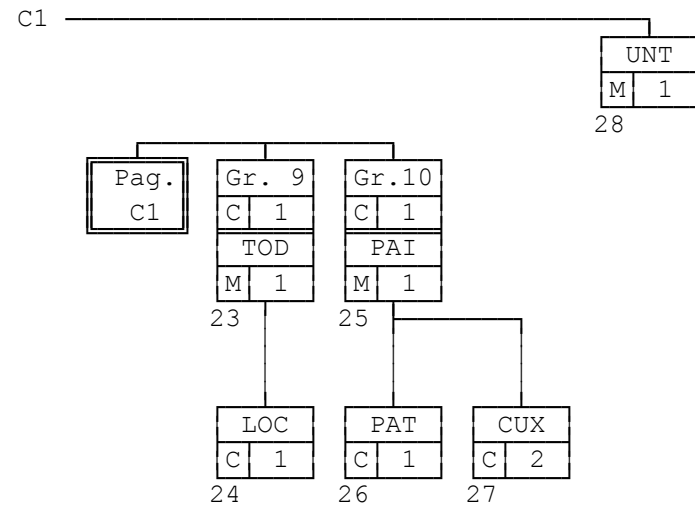 C1
UNT
M 1
28
Pag. Gr. 9 Gr.10
C1 C 1 C 1
TOD PAI
M 1 M 1
23 25
LOC PAT CUX
C 1 C 1 C 2
24 26 27